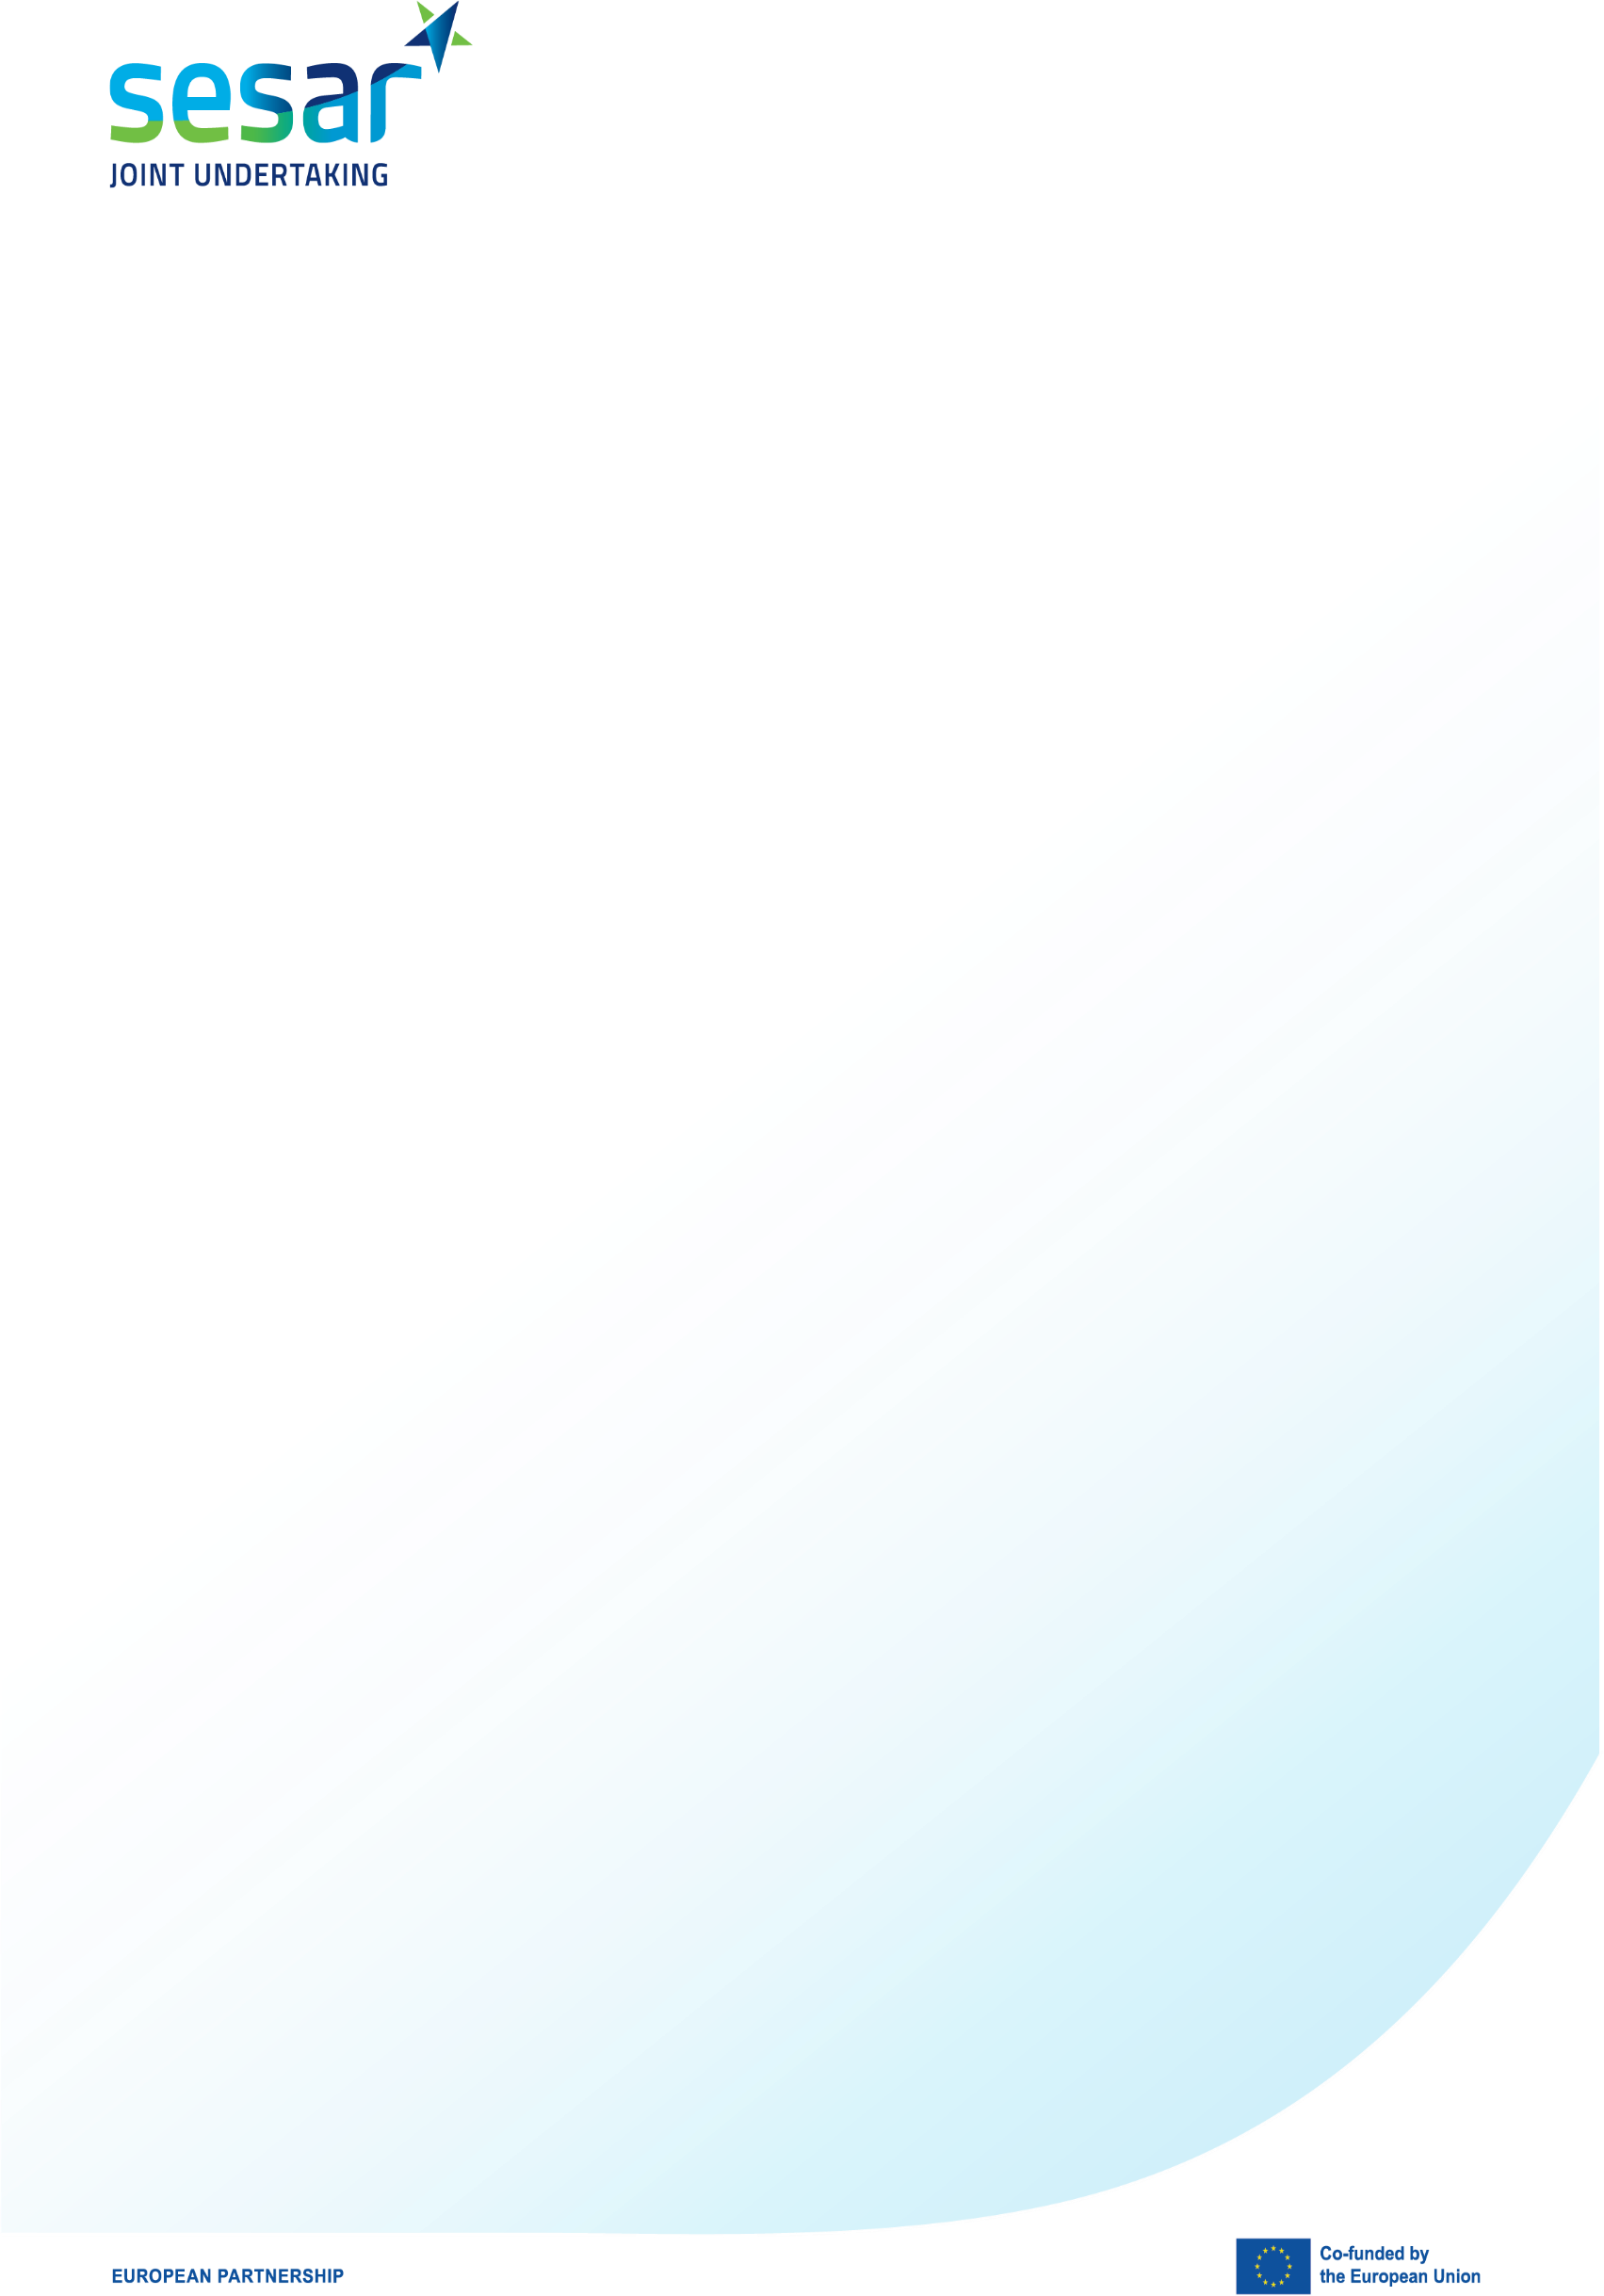 sesar
JOINT UNDERTAKING
EUROPEAN PARTNERSHIP
Co-funded by
the European Union